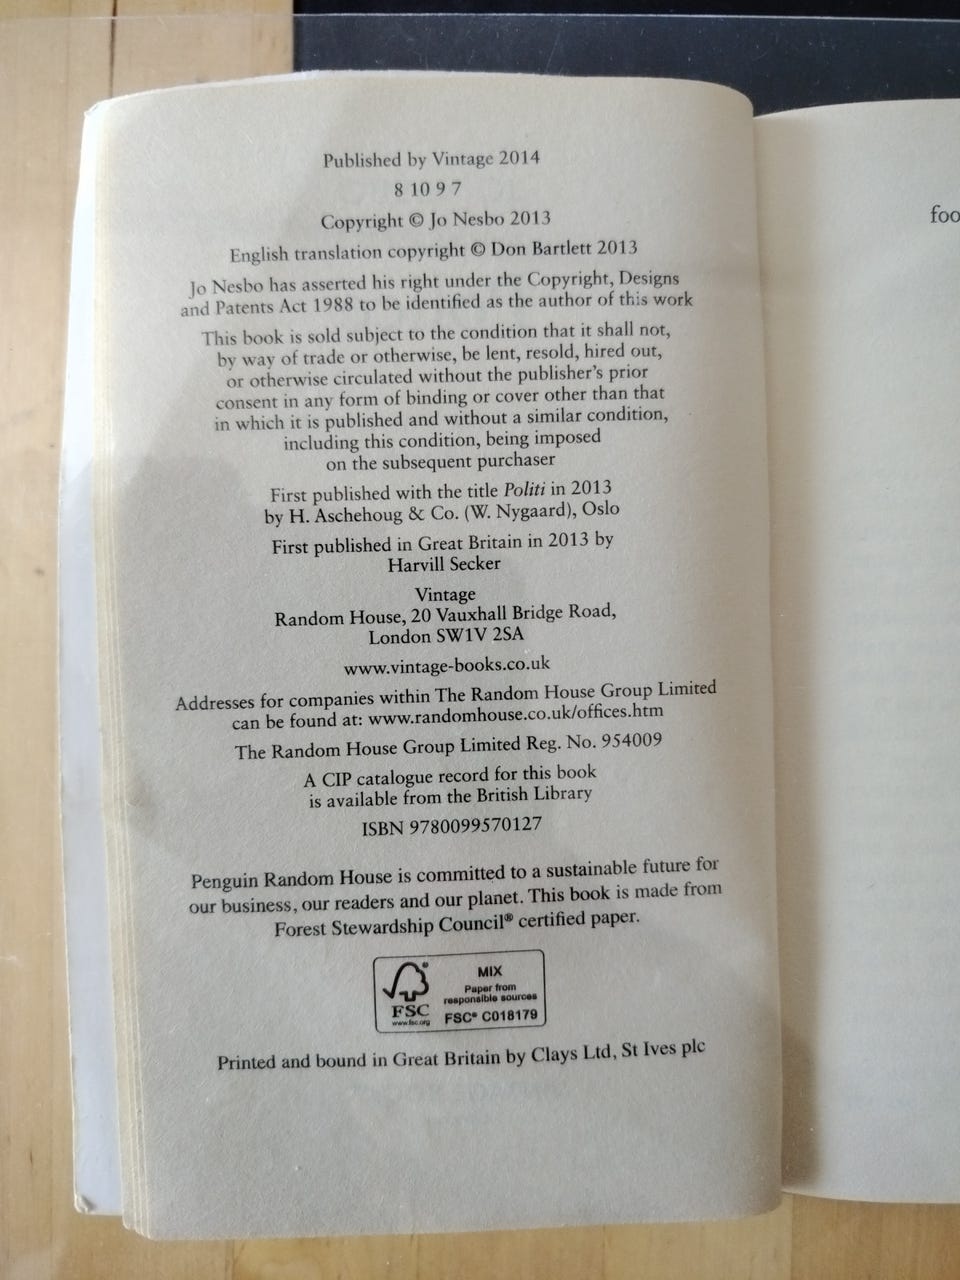 Published by Vintage 2014
8 10 9 7
Copyright © Jo Nesbo 2013
English translation copyright © Don Bartlett 2013
Jo Nesbo has asserted his right under the Copyright, Designs
and Patents Act 1988 to be identified as the author of this work
This book is sold subject to the condition that it shall not,
by way of trade or otherwise, be lent, resold, hired out,
or otherwise circulated without the publisher's prior
consent in any form of binding or cover other than that
in which it is published and without a similar condition,
including this condition, being imposed
on the subsequent purchaser
First published with the title Politi in 2013
by H. Aschehoug & Co. (W. Nygaard), Oslo
First published in Great Britain in 2013 by
Harvill Secker
Vintage
Random House, 20 Vauxhall Bridge Road,
London SW1V 2SA
www.vintage-books.co.uk
Addresses for companies within The Random House Group Limited
can be found at: www.randomhouse.co.uk/offices.htm
The Random House Group Limited Reg. No. 954009
A CIP catalogue record for this book
is available from the British Library
ISBN 9780099570127
Penguin Random House is committed to a sustainable future for
our business, our readers and our planet. This book is made from
Forest Stewardship Council® certified paper.
FSC
www.fsc.org
MIX
Paper from
responsible sources
FSC® C018179
Printed and bound in Great Britain by Clays Ltd, St Ives plc
foo